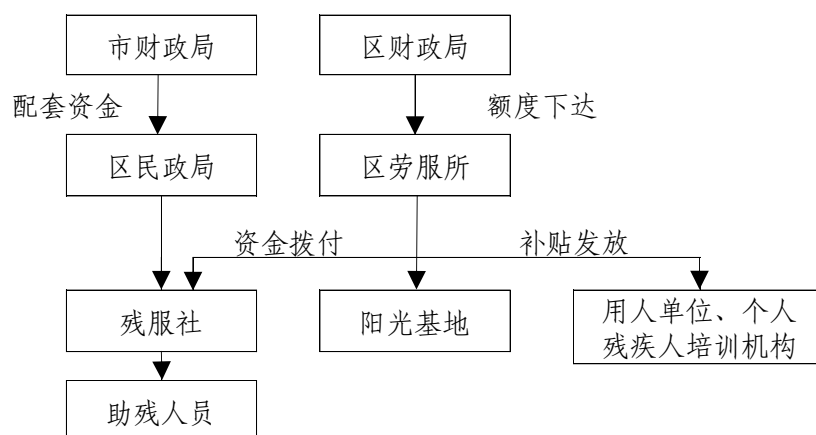 市财政局
区财政局
配套资金
额度下达
区民政局
区劳服所
资金拨付
补贴发放
残服社
阳光基地
用人单位、个人
残疾人培训机构
助残人员